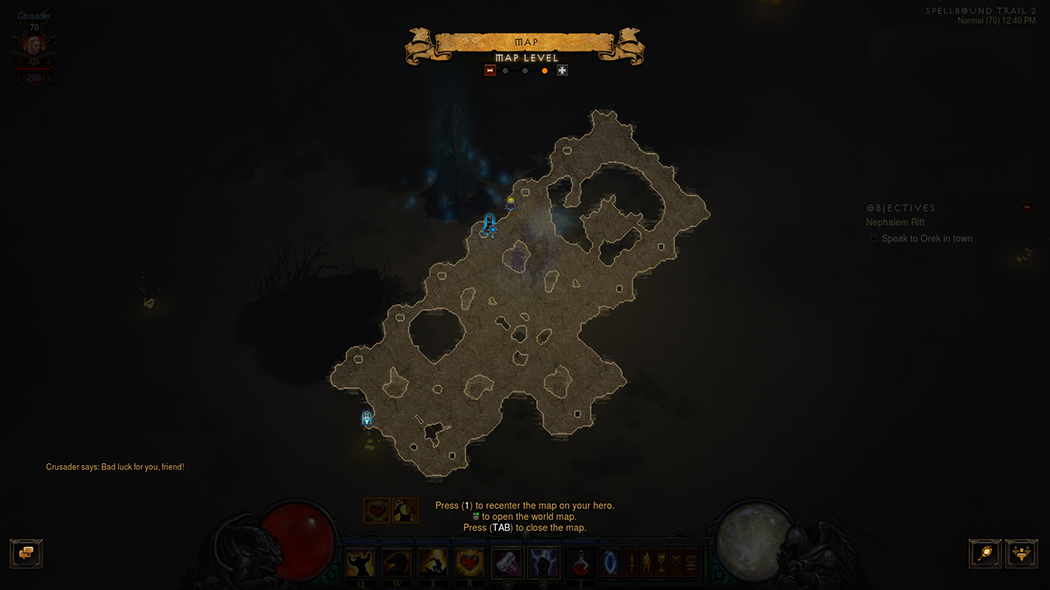 Crusader
70
200
SPELLBOUND TRAIL 2
Normal (70) 12:40 PM
MAP
MAP LEVEL
OBJECTIVES
Nephalem Rift
Speak to Orek in town
Crusader says: Bad luck for you, friend!
Press (1) to recenter the map on your hero.
to open the world map.
Press (TAB) to close the map.
Q W E R F